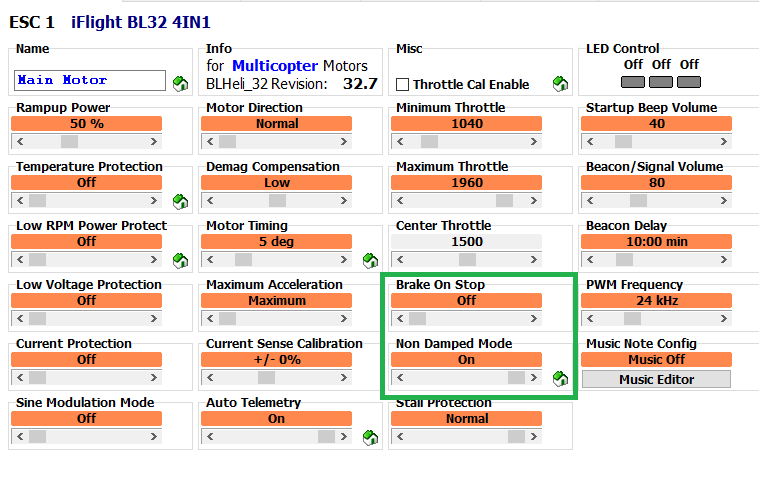 ESC 1 iFlight BL32 4IN1
Name
Main Motor
Info
for Multicopter Motors
BLHeli_32 Revision: 32.7
Misc
Throttle Cal Enable
LED Control
Off Off Off
Rampup Power
50 %
Motor Direction
Normal
Minimum Throttle
1040
Startup Beep Volume
40
Temperature Protection
Off
Demag Compensation
Low
Maximum Throttle
1960
Beacon/Signal Volume
80
Low RPM Power Protect
Off
Motor Timing
5 deg
Center Throttle
1500
Beacon Delay
10:00 min
Low Voltage Protection
Off
Maximum Acceleration
Maximum
Brake On Stop
Off
PWM Frequency
24 kHz
Current Protection
Off
Current Sense Calibration
+/- 0%
Non Damped Mode
On
Music Note Config
Music Off
Music Editor
Sine Modulation Mode
Off
Auto Telemetry
On
Stall Protection
Normal